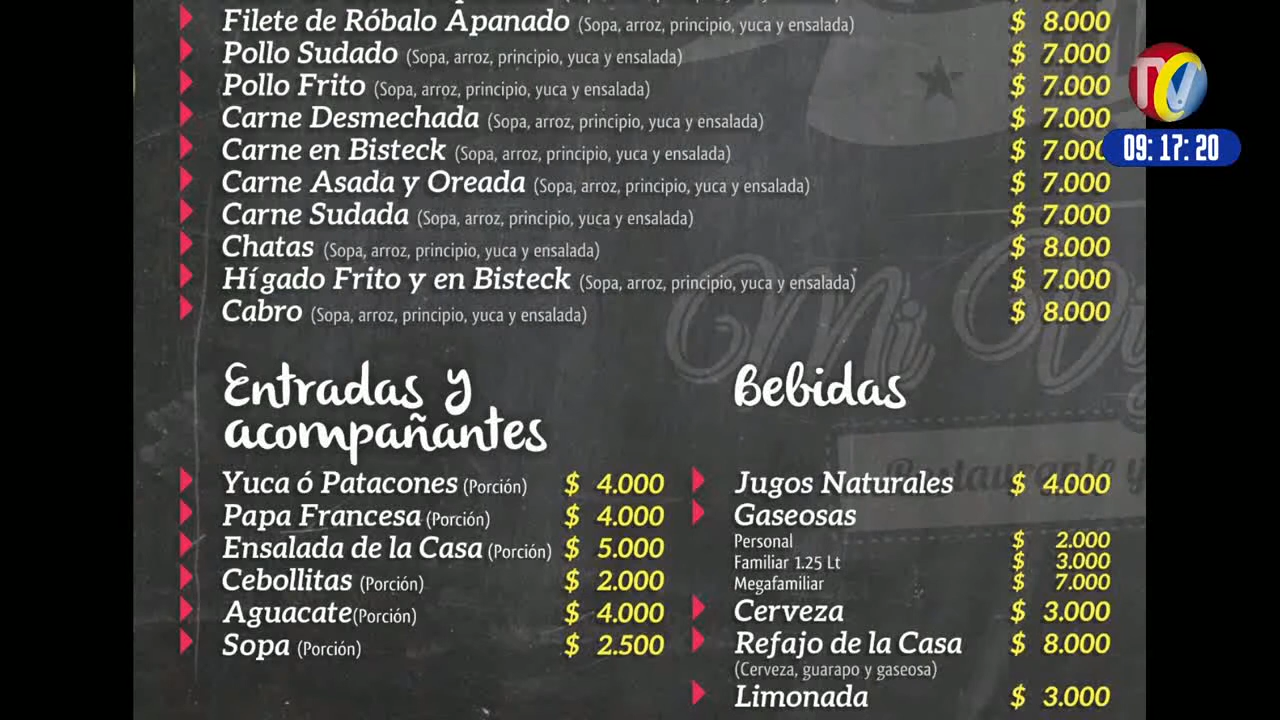 Filete de Róbalo Apanado (Sopa, arroz, principio, yuca y ensalada) $ 8.000
Pollo Sudado (Sopa, arroz, principio, yuca y ensalada) $ 7.000
Pollo Frito (Sopa, arroz, principio, yuca y ensalada) $ 7.000
Carne Desmechada (Sopa, arroz, principio, yuca y ensalada) $ 7.000
Carne en Bisteck (Sopa, arroz, principio, yuca y ensalada) $ 7.000
Carne Asada y Oreada (Sopa, arroz, principio, yuca y ensalada) $ 7.000
Carne Sudada (Sopa, arroz, principio, yuca y ensalada) $ 7.000
Chatas (Sopa, arroz, principio, yuca y ensalada) $ 8.000
Hígado Frito y en Bisteck (Sopa, arroz, principio, yuca y ensalada) $ 7.000
Cabro (Sopa, arroz, principio, yuca y ensalada) $ 8.000
TV
09: 17: 20
Mi
Entradas y
acompañantes
Yuca ó Patacones (Porción) $ 4.000
Papa Francesa (Porción) $ 4.000
Ensalada de la Casa (Porción) $ 5.000
Cebollitas (Porción) $ 2.000
Aguacate(Porción) $ 4.000
Sopa (Porción) $ 2.500
Bebidas
Jugos Naturales $ 4.000
Gaseosas
Personal $ 2.000
Familiar 1.25 Lt $ 3.000
Megafamiliar $ 7.000
Cerveza $ 3.000
Refajo de la Casa $ 8.000
(Cerveza, guarapo y gaseosa)
Limonada $ 3.000
Restaurante y